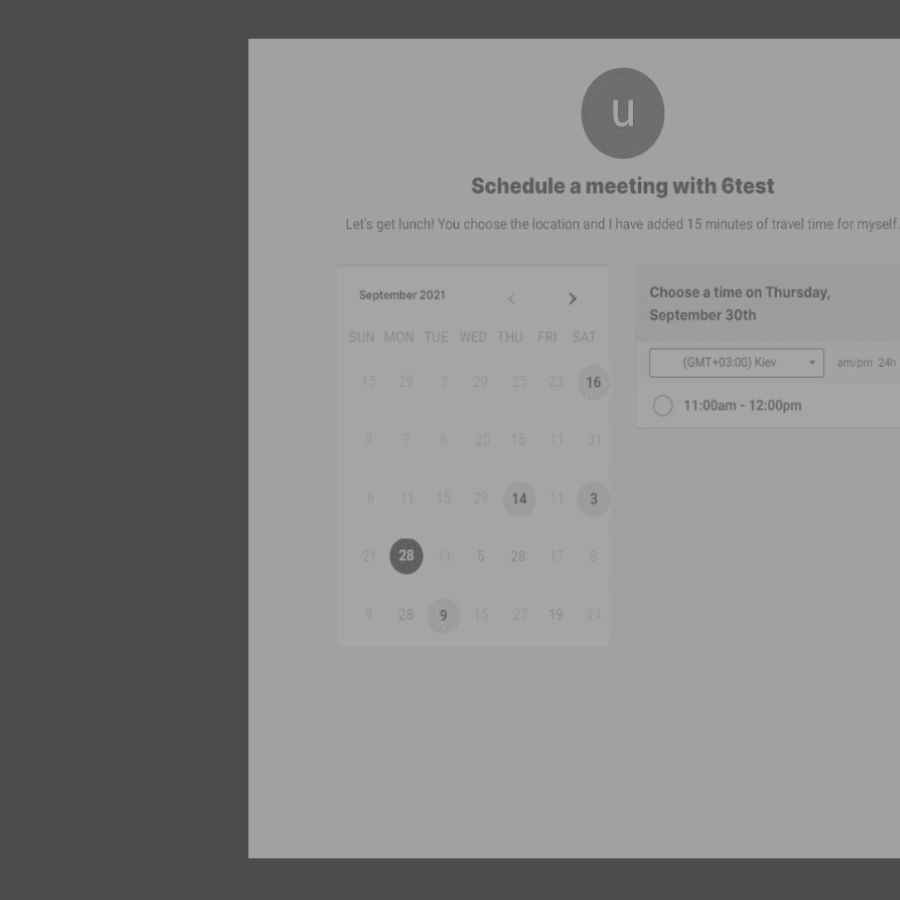 u
Schedule a meeting with 6test
Let's get lunch! You choose the location and I have added 15 minutes of travel time for myself.
September 2021
SUN MON TUE WED THU FRI SAT
15 29 3 29 25 23 16
9 7 8 20 15 11 31
6 11 15 29 14 11 3
21 28 11 5 28 17 8
9 28 9 15 27 19 24
Choose a time on Thursday,
September 30th
(GMT+03:00) Kiev am/pm 24h
11:00am - 12:00pm